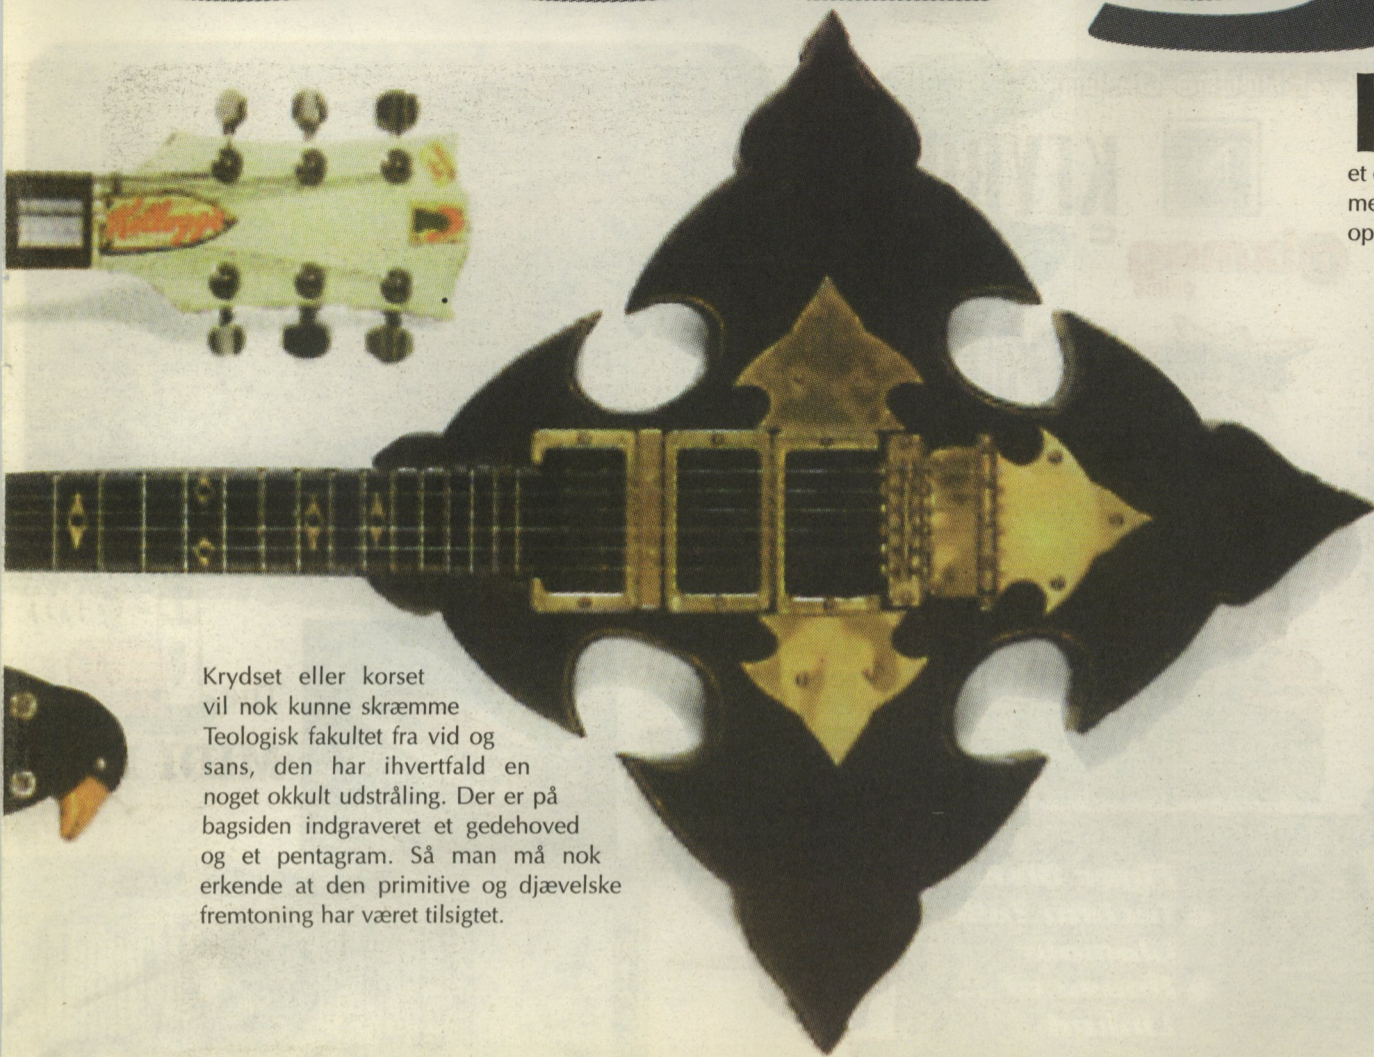 Kellogg's
et
me
op
Krydset eller korset
vil nok kunne skræmme
Teologisk fakultet fra vid og
sans, den har ihvertfald en
noget okkult udstråling. Der er på
bagsiden indgraveret et gedehoved
og et pentagram. Så man må nok
erkende at den primitive og djævelske
fremtoning har været tilsigtet.